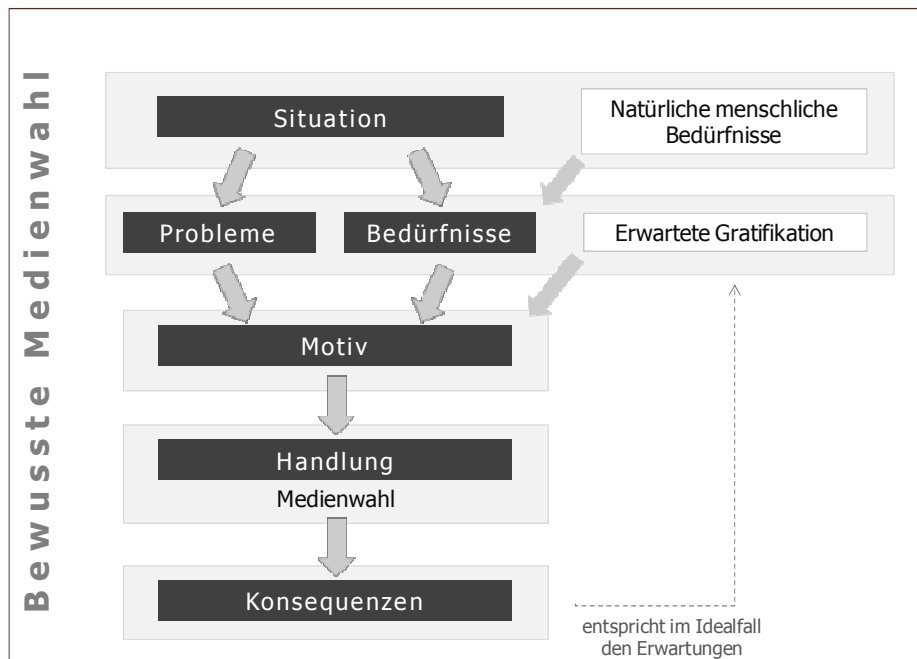 Bewusste Medienwahl
Situation
Natürliche menschliche
Bedürfnisse
Probleme
Bedürfnisse
Erwartete Gratifikation
Motiv
Handlung
Medienwahl
Konsequenzen
entspricht im Idealfall
den Erwartungen